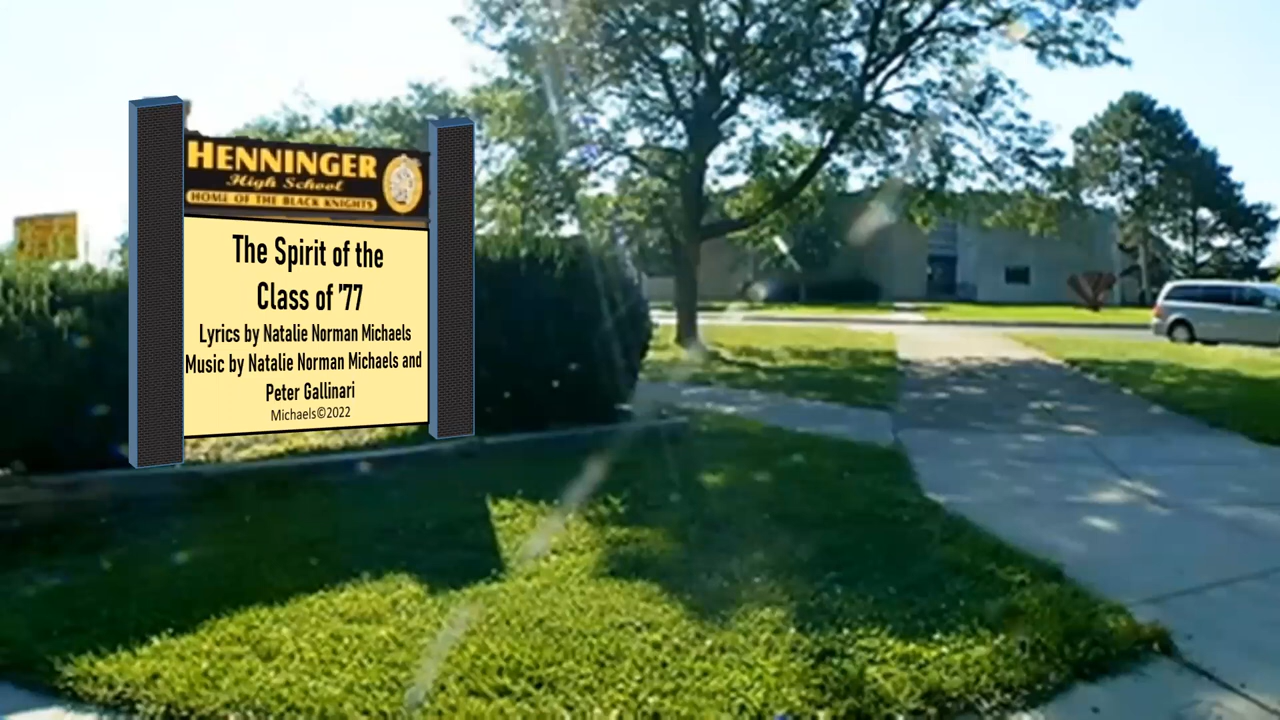 HENNINGER
High School
HOME OF THE BLACK KNIGHTS
The Spirit of the
Class of '77
Lyrics by Natalie Norman Michaels
Music by Natalie Norman Michaels and
Peter Gallinari
Michaels©2022